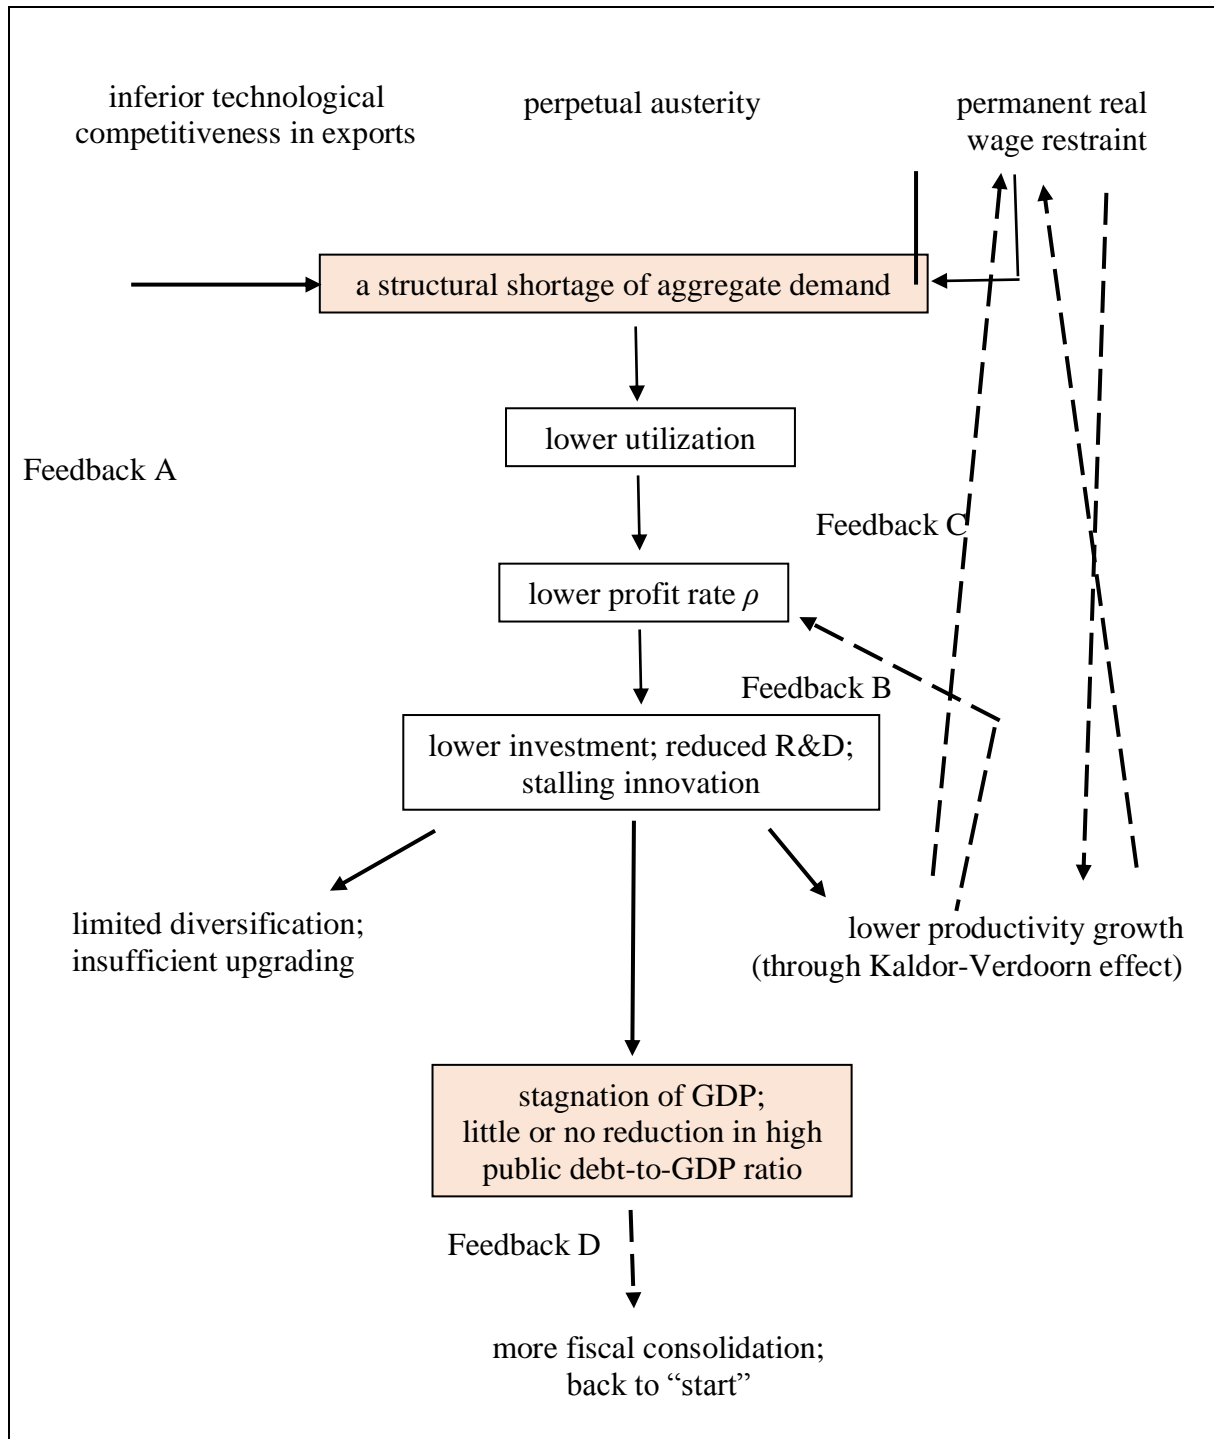 inferior technological
competitiveness in exports
perpetual austerity
permanent real
wage restraint
a structural shortage of aggregate demand
lower utilization
Feedback A
Feedback C
lower profit rate ρ
Feedback B
lower investment; reduced R&D;
stalling innovation
limited diversification;
insufficient upgrading
lower productivity growth
(through Kaldor-Verdoorn effect)
stagnation of GDP;
little or no reduction in high
public debt-to-GDP ratio
Feedback D
more fiscal consolidation;
back to “start”